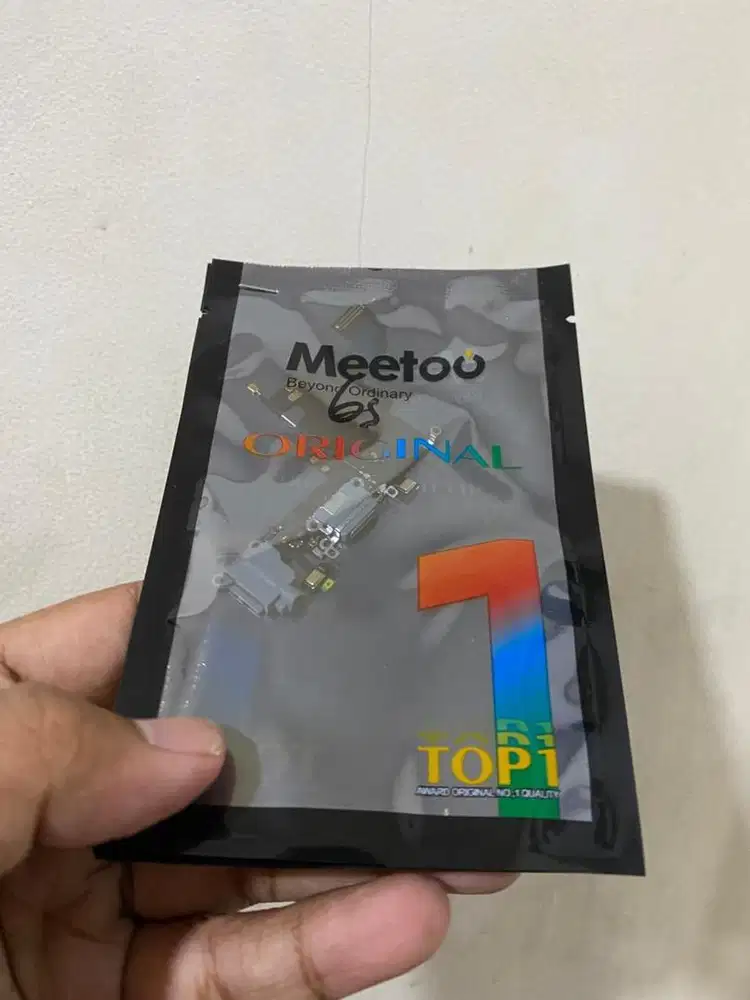 Meetoo
Beyond Ordinary
6s
ORIGINAL
1
TOP1
AWARD ORIGINAL NO.1 QUALITY